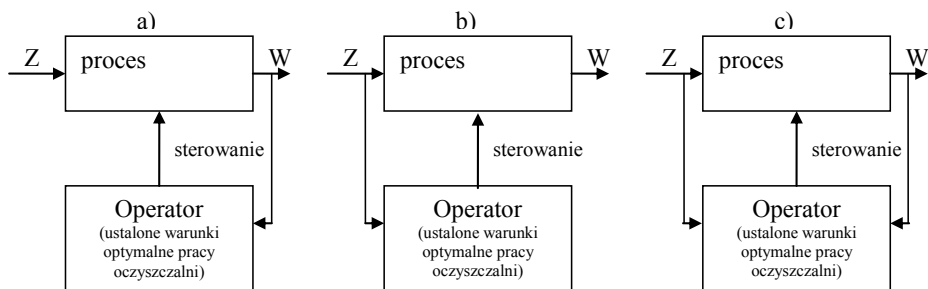 a)
Z
proces
W
sterowanie
Operator
(ustalone warunki
optymalne pracy
oczyszczalni)
b)
Z
proces
W
sterowanie
Operator
(ustalone warunki
optymalne pracy
oczyszczalni)
c)
Z
proces
W
sterowanie
Operator
(ustalone warunki
optymalne pracy
oczyszczalni)